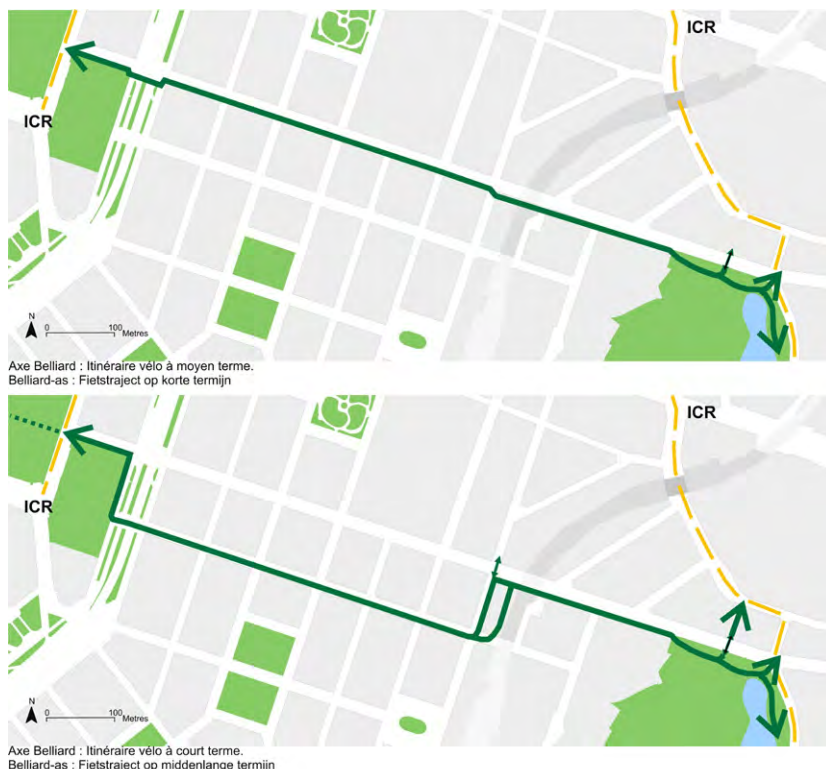 ICR
ICR
N
0 100
Metres
Axe Belliard : Itinéraire vélo à moyen terme.
Belliard-as : Fietstraject op korte termijn
ICR
ICR
N
0 100
Metres
Axe Belliard : Itinéraire vélo à court terme.
Belliard-as : Fietstraject op middenlange termijn